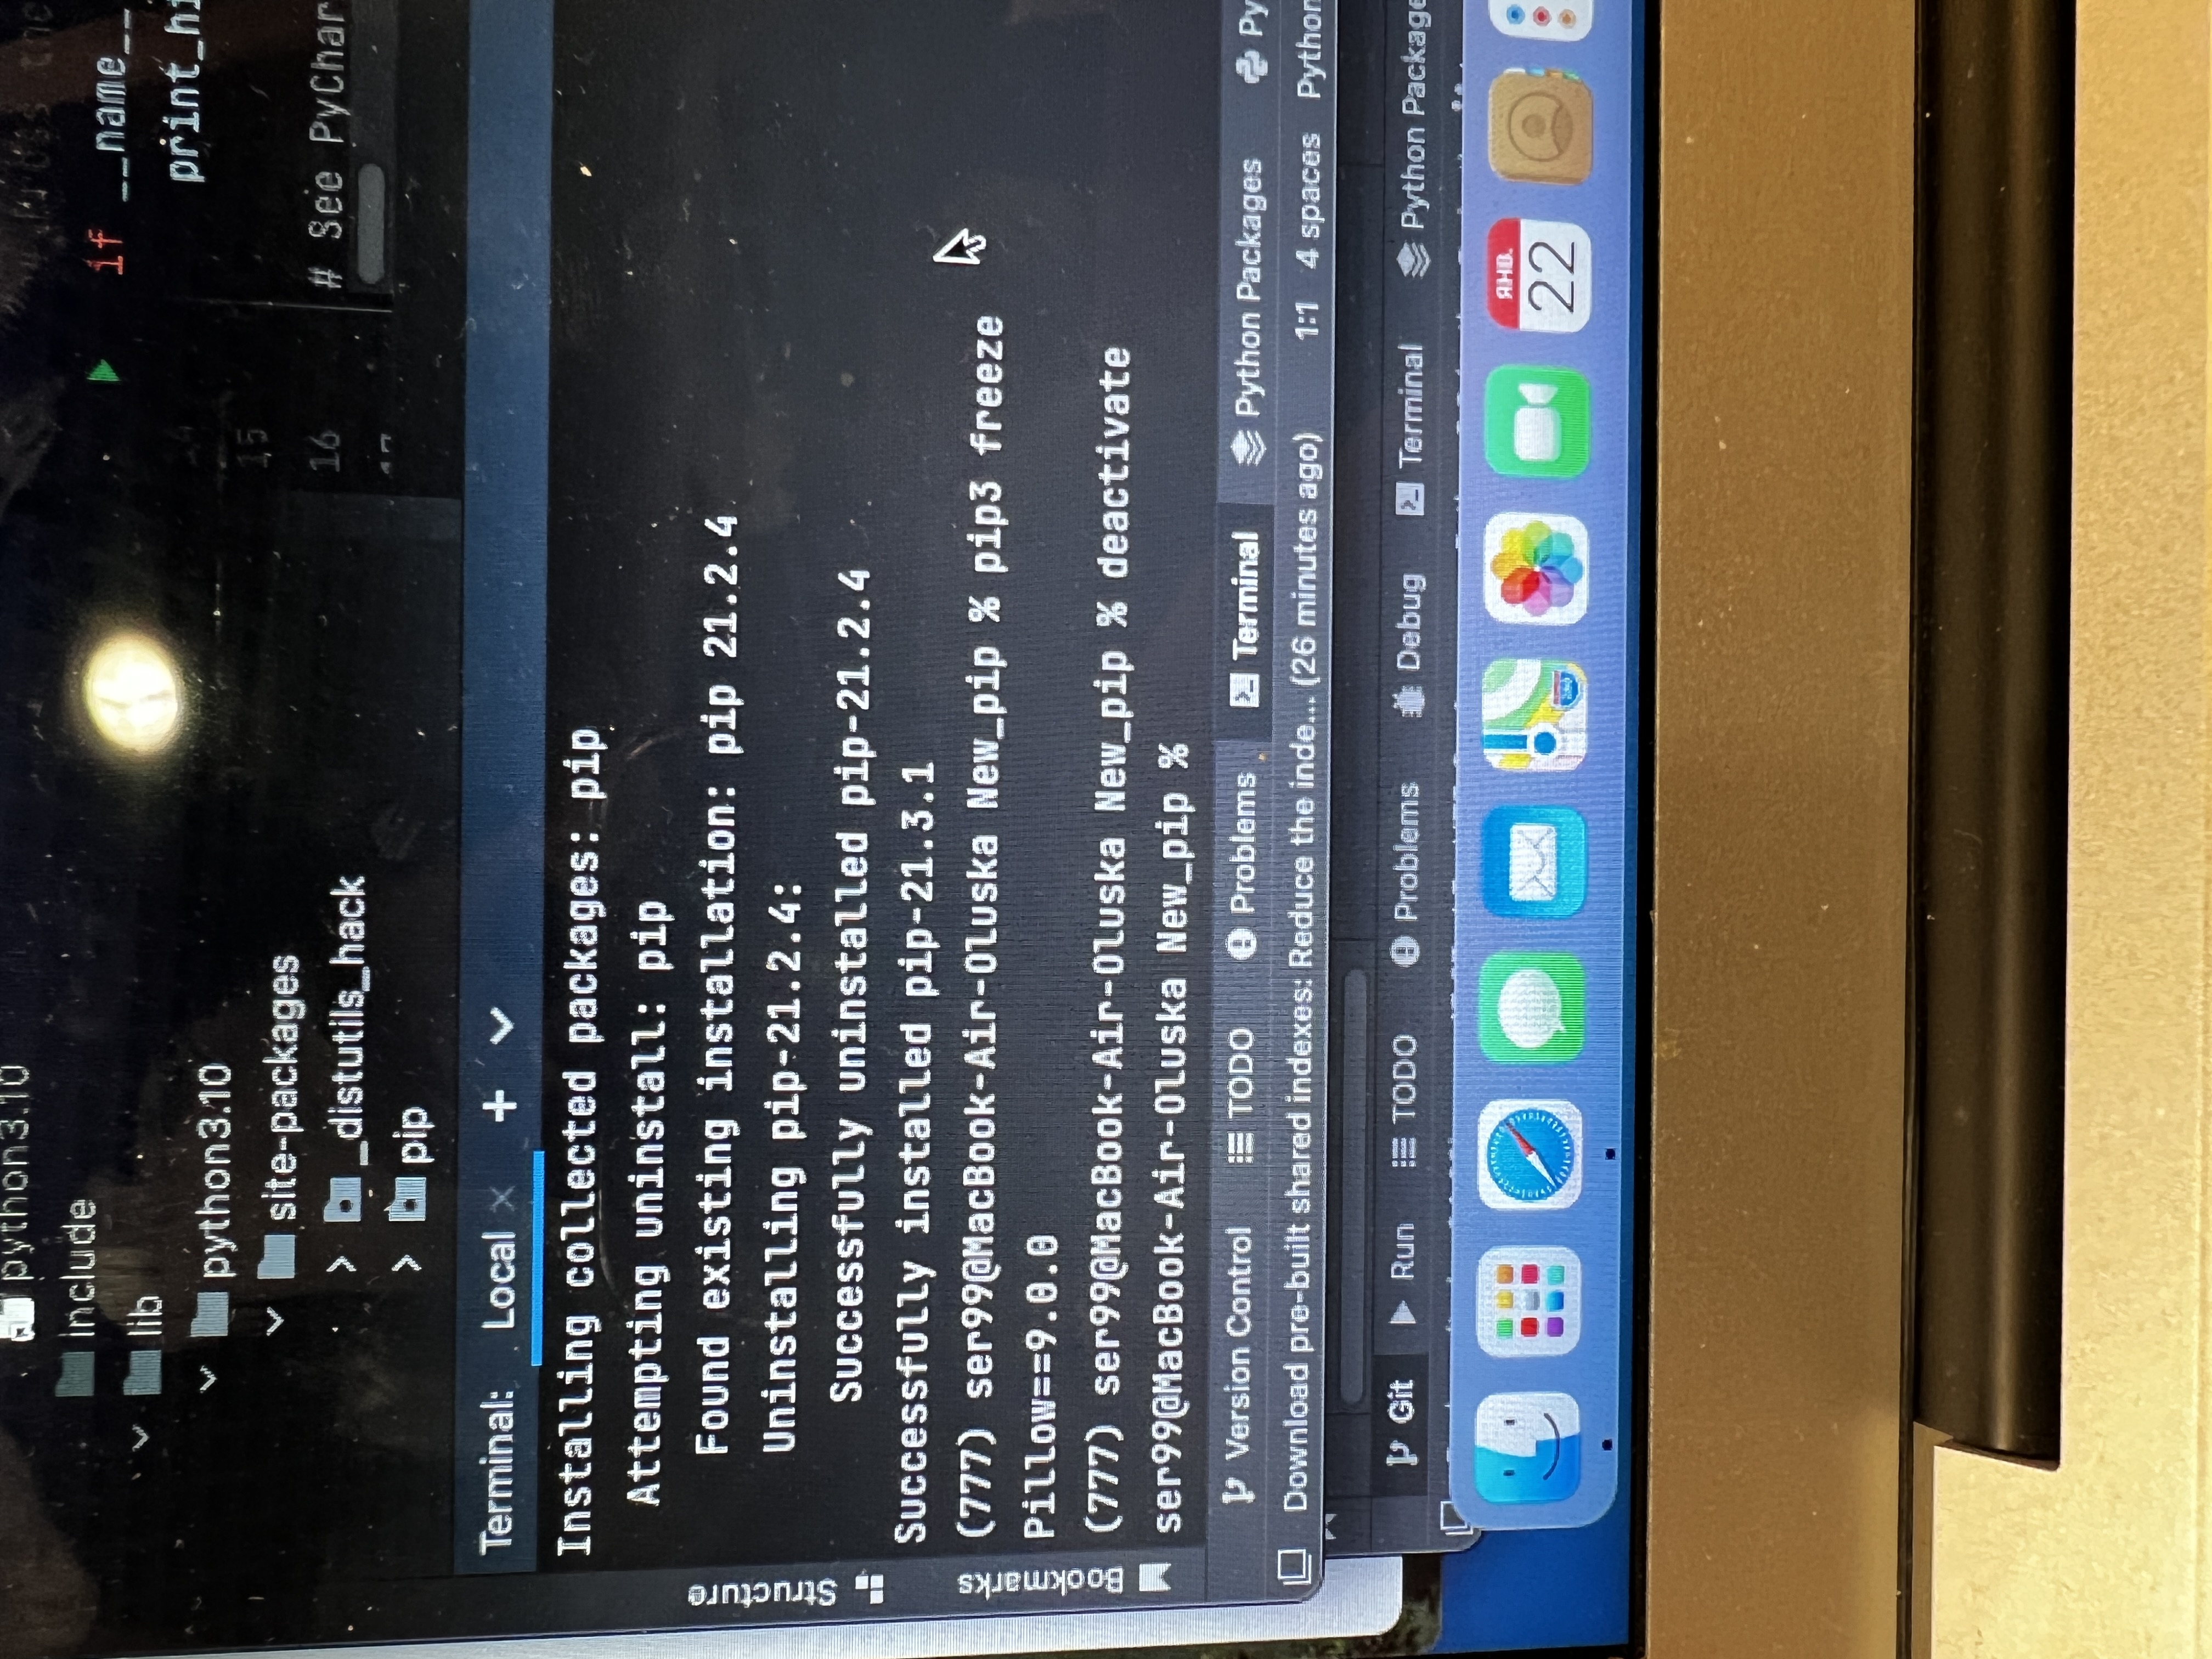 python3.10
include
lib
python3.10
site-packages
_distutils_hack
pip
if __name__
print_hi
15
16
# See PyChar
Terminal: Local
Installing collected packages: pip
Attempting uninstall: pip
Found existing installation: pip 21.2.4
Uninstalling pip-21.2.4:
Successfully uninstalled pip-21.2.4
Successfully installed pip-21.3.1
(777) ser99@MacBook-Air-Oluska New_pip % pip3 freeze
Pillow==9.0.0
(777) ser99@MacBook-Air-Oluska New_pip % deactivate
ser99@MacBook-Air-Oluska New_pip %
Structure
Bookmarks
Version Control TODO Problems Terminal Python Packages Py
Download pre-built shared indexes: Reduce the inde... (26 minutes ago) 1:1 4 spaces Python
Git Run TODO Problems Debug Terminal Python Package
ЯНВ.
22